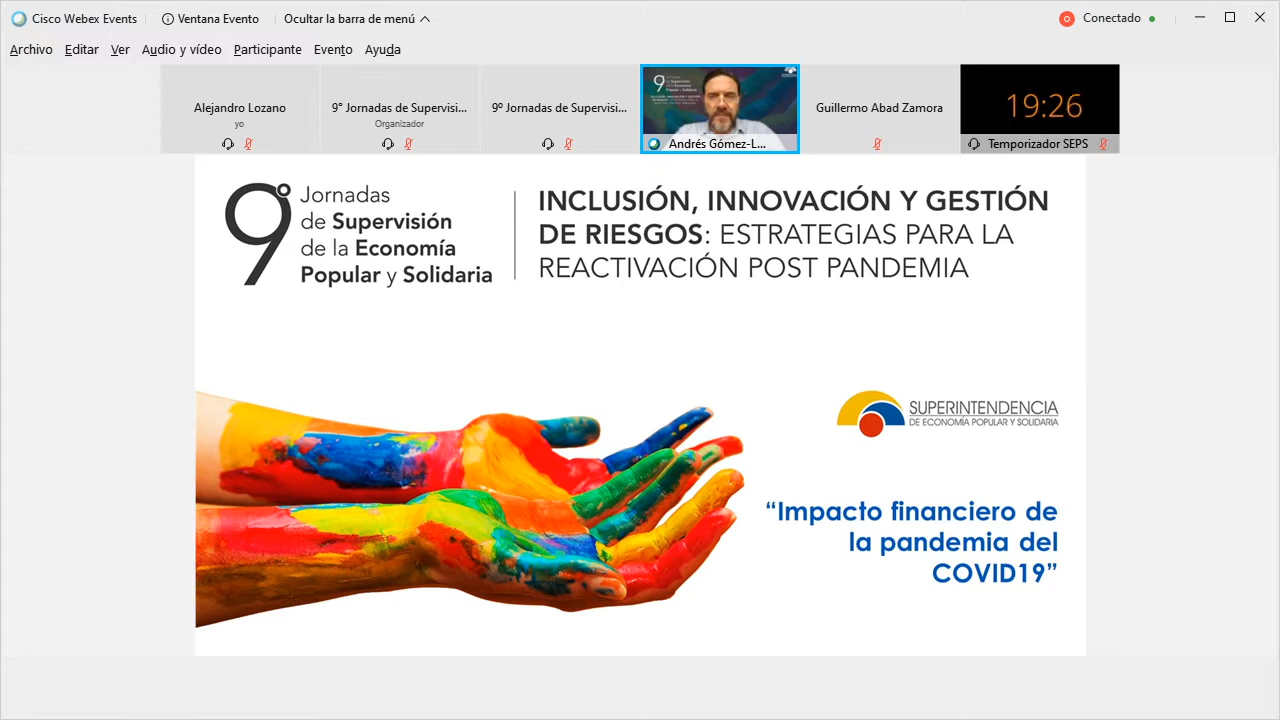 Cisco Webex Events
Ventana Evento
Ocultar la barra de menú
Conectado
Archivo Editar Ver Audio y vídeo Participante Evento Ayuda
Alejandro Lozano
yo
9° Jornadas de Supervisi...
Organizador
9º Jornadas de Supervisi...
Andrés Gómez-L...
Guillermo Abad Zamora
19:26
Temporizador SEPS
9° Jornadas
de Supervisión
de la Economía
Popular y Solidaria
INCLUSIÓN, INNOVACIÓN Y GESTIÓN
DE RIESGOS: ESTRATEGIAS PARA LA
REACTIVACIÓN POST PANDEMIA
SUPERINTENDENCIA
DE ECONOMÍA POPULAR Y SOLIDARIA
“Impacto financiero de
la pandemia del
COVID19”